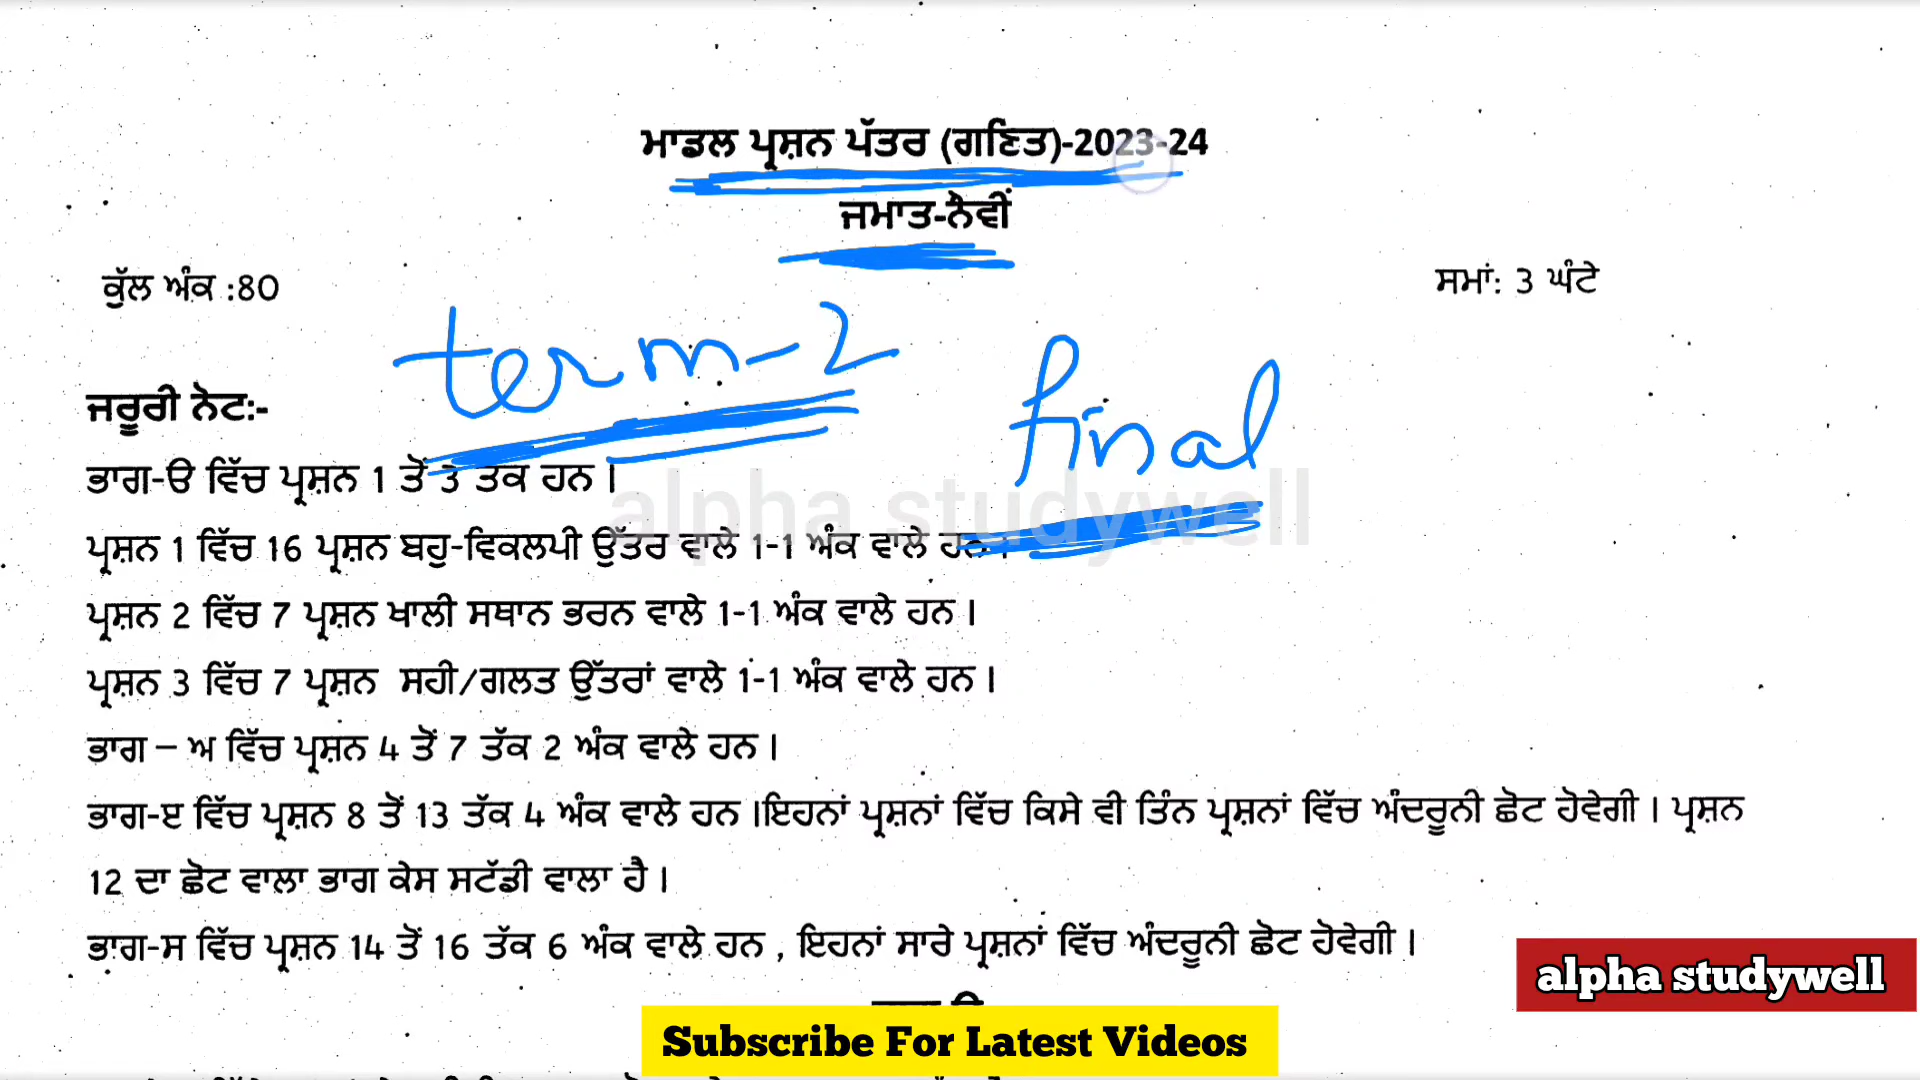 ਮਾਡਲ ਪ੍ਰਸ਼ਨ ਪੱਤਰ (ਗਣਿਤ)-2023-24
ਜਮਾਤ-ਨੌਵੀਂ
ਕੁੱਲ ਅੰਕ :80
ਸਮਾਂ: 3 ਘੰਟੇ
term-2
final
ਜਰੂਰੀ ਨੋਟ:-
ਭਾਗ-ੳ ਵਿੱਚ ਪ੍ਰਸ਼ਨ 1 ਤੋਂ 3 ਤਕ ਹਨ ।
alpha studywell
ਪ੍ਰਸ਼ਨ 1 ਵਿੱਚ 16 ਪ੍ਰਸ਼ਨ ਬਹੁ-ਵਿਕਲਪੀ ਉੱਤਰ ਵਾਲੇ 1-1 ਅੰਕ ਵਾਲੇ ਹਨ ।
ਪ੍ਰਸ਼ਨ 2 ਵਿੱਚ 7 ਪ੍ਰਸ਼ਨ ਖਾਲੀ ਸਥਾਨ ਭਰਨ ਵਾਲੇ 1-1 ਅੰਕ ਵਾਲੇ ਹਨ ।
ਪ੍ਰਸ਼ਨ 3 ਵਿੱਚ 7 ਪ੍ਰਸ਼ਨ ਸਹੀ/ਗਲਤ ਉੱਤਰਾਂ ਵਾਲੇ 1-1 ਅੰਕ ਵਾਲੇ ਹਨ ।
ਭਾਗ – ਅ ਵਿੱਚ ਪ੍ਰਸ਼ਨ 4 ਤੋਂ 7 ਤੱਕ 2 ਅੰਕ ਵਾਲੇ ਹਨ ।
ਭਾਗ-ੲ ਵਿੱਚ ਪ੍ਰਸ਼ਨ 8 ਤੋਂ 13 ਤੱਕ 4 ਅੰਕ ਵਾਲੇ ਹਨ ।ਇਹਨਾਂ ਪ੍ਰਸ਼ਨਾਂ ਵਿੱਚ ਕਿਸੇ ਵੀ ਤਿੰਨ ਪ੍ਰਸ਼ਨਾਂ ਵਿੱਚ ਅੰਦਰੂਨੀ ਛੋਟ ਹੋਵੇਗੀ । ਪ੍ਰਸ਼ਨ
12 ਦਾ ਛੋਟ ਵਾਲਾ ਭਾਗ ਕੇਸ ਸਟੱਡੀ ਵਾਲਾ ਹੈ ।
ਭਾਗ-ਸ ਵਿੱਚ ਪ੍ਰਸ਼ਨ 14 ਤੋਂ 16 ਤੱਕ 6 ਅੰਕ ਵਾਲੇ ਹਨ , ਇਹਨਾਂ ਸਾਰੇ ਪ੍ਰਸ਼ਨਾਂ ਵਿੱਚ ਅੰਦਰੂਨੀ ਛੋਟ ਹੋਵੇਗੀ ।
alpha studywell
Subscribe For Latest Videos